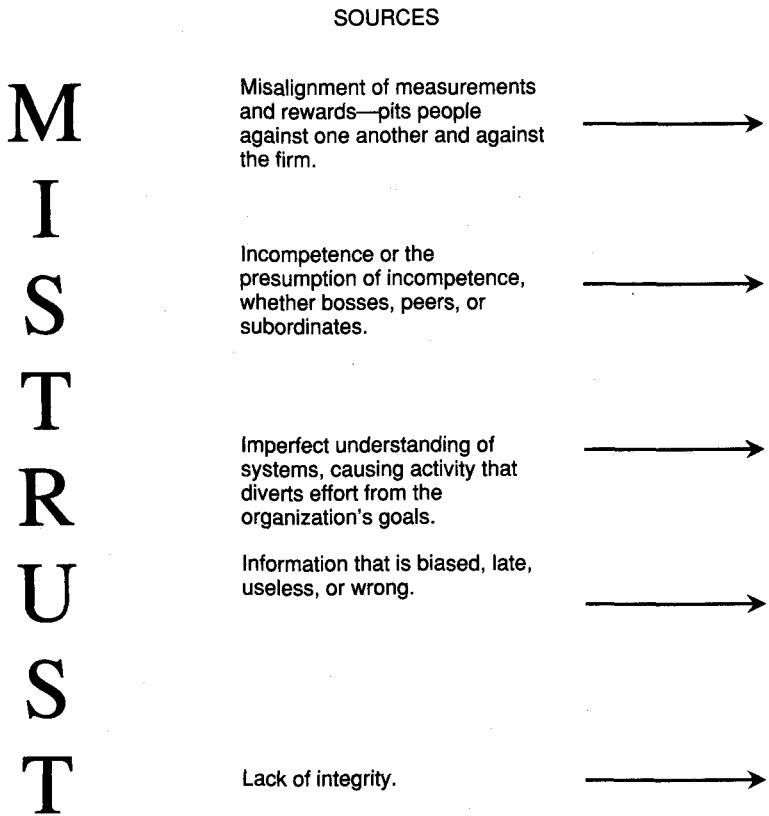 SOURCES
MISTRUST
Misalignment of measurements
and rewards—pits people
against one another and against
the firm.
Incompetence or the
presumption of incompetence,
whether bosses, peers, or
subordinates.
Imperfect understanding of
systems, causing activity that
diverts effort from the
organization's goals.
Information that is biased, late,
useless, or wrong.
Lack of integrity.